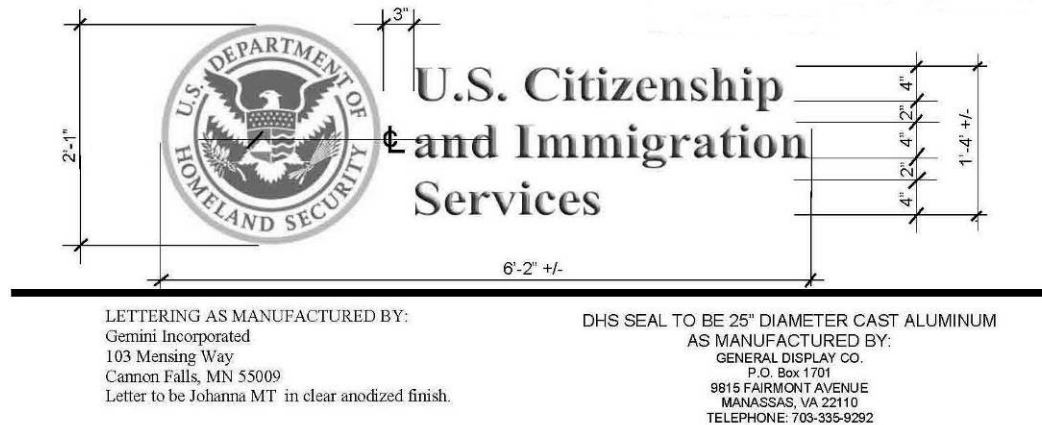 3"
U.S. DEPARTMENT OF
HOMELAND SECURITY
2'-1"
℄
U.S. Citizenship
and Immigration
Services
4"
2"
4"
2"
4"
1'-4' +/-
6'-2" +/-
LETTERING AS MANUFACTURED BY:
Gemini Incorporated
103 Mensing Way
Cannon Falls, MN 55009
Letter to be Johanna MT in clear anodized finish.
DHS SEAL TO BE 25" DIAMETER CAST ALUMINUM
AS MANUFACTURED BY:
GENERAL DISPLAY CO.
P.O. Box 1701
9815 FAIRMONT AVENUE
MANASSAS, VA 22110
TELEPHONE: 703-335-9292